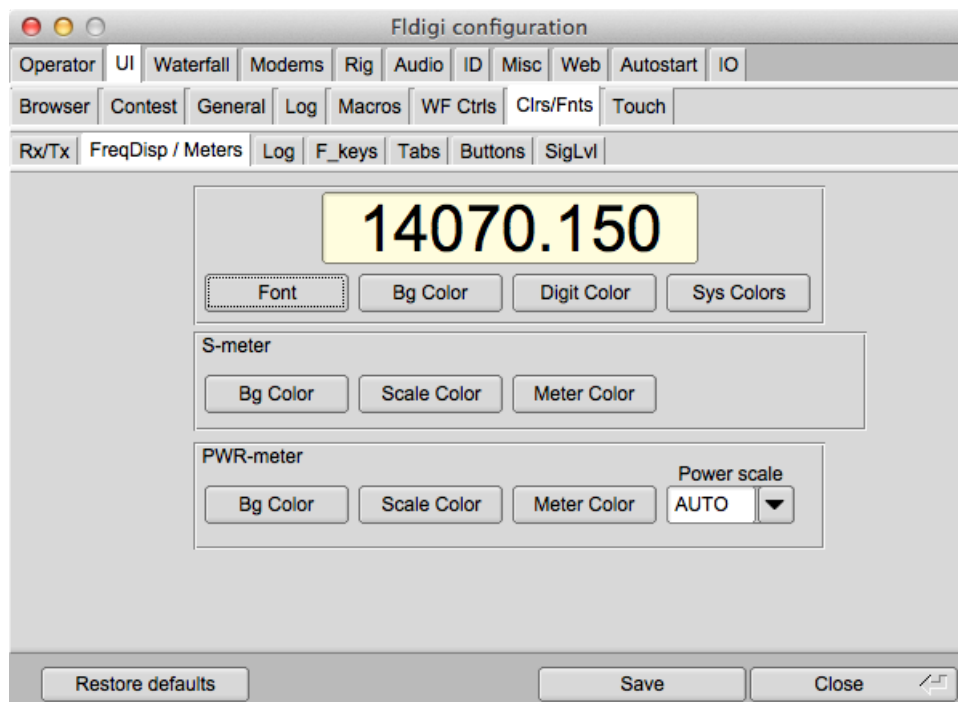 Fldigi configuration
Operator UI Waterfall Modems Rig Audio ID Misc Web Autostart IO
Browser Contest General Log Macros WF Ctrls Clrs/Fnts Touch
Rx/Tx FreqDisp / Meters Log F_keys Tabs Buttons SigLvl
14070.150
Font Bg Color Digit Color Sys Colors
S-meter
Bg Color Scale Color Meter Color
PWR-meter
Power scale
Bg Color Scale Color Meter Color AUTO
Restore defaults Save Close